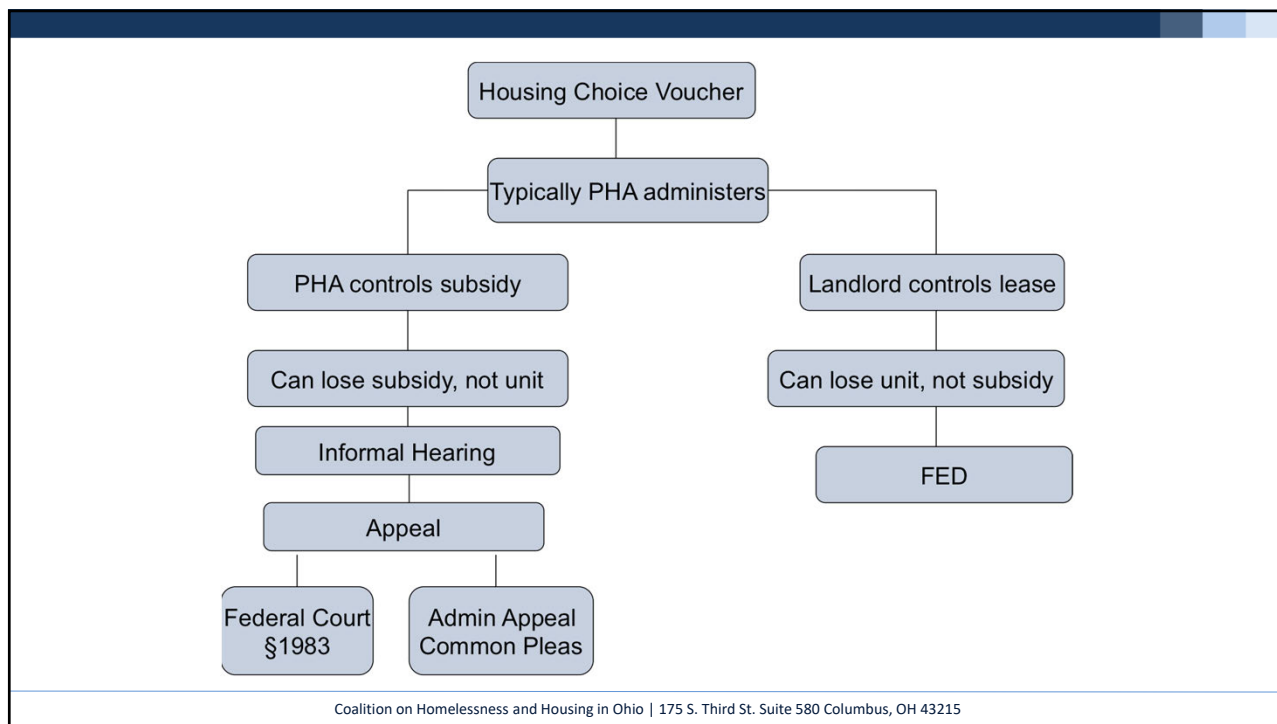 Housing Choice Voucher
Typically PHA administers
PHA controls subsidy
Landlord controls lease
Can lose subsidy, not unit
Can lose unit, not subsidy
Informal Hearing
FED
Appeal
Federal Court
§1983
Admin Appeal
Common Pleas
Coalition on Homelessness and Housing in Ohio | 175 S. Third St. Suite 580 Columbus, OH 43215